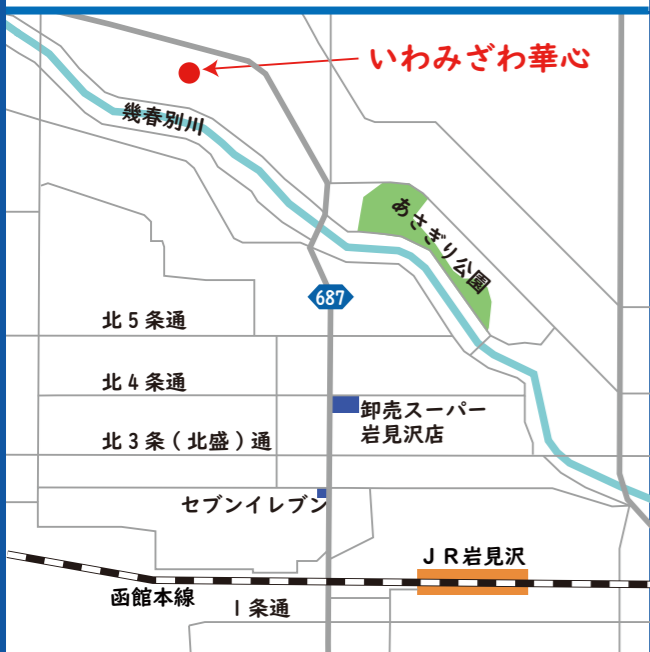 いわみざわ華心
幾春別川
あさぎり公園
687
北5条通
北4条通
卸売スーパー
岩見沢店
北3条(北盛)通
セブンイレブン
JR岩見沢
函館本線
1条通